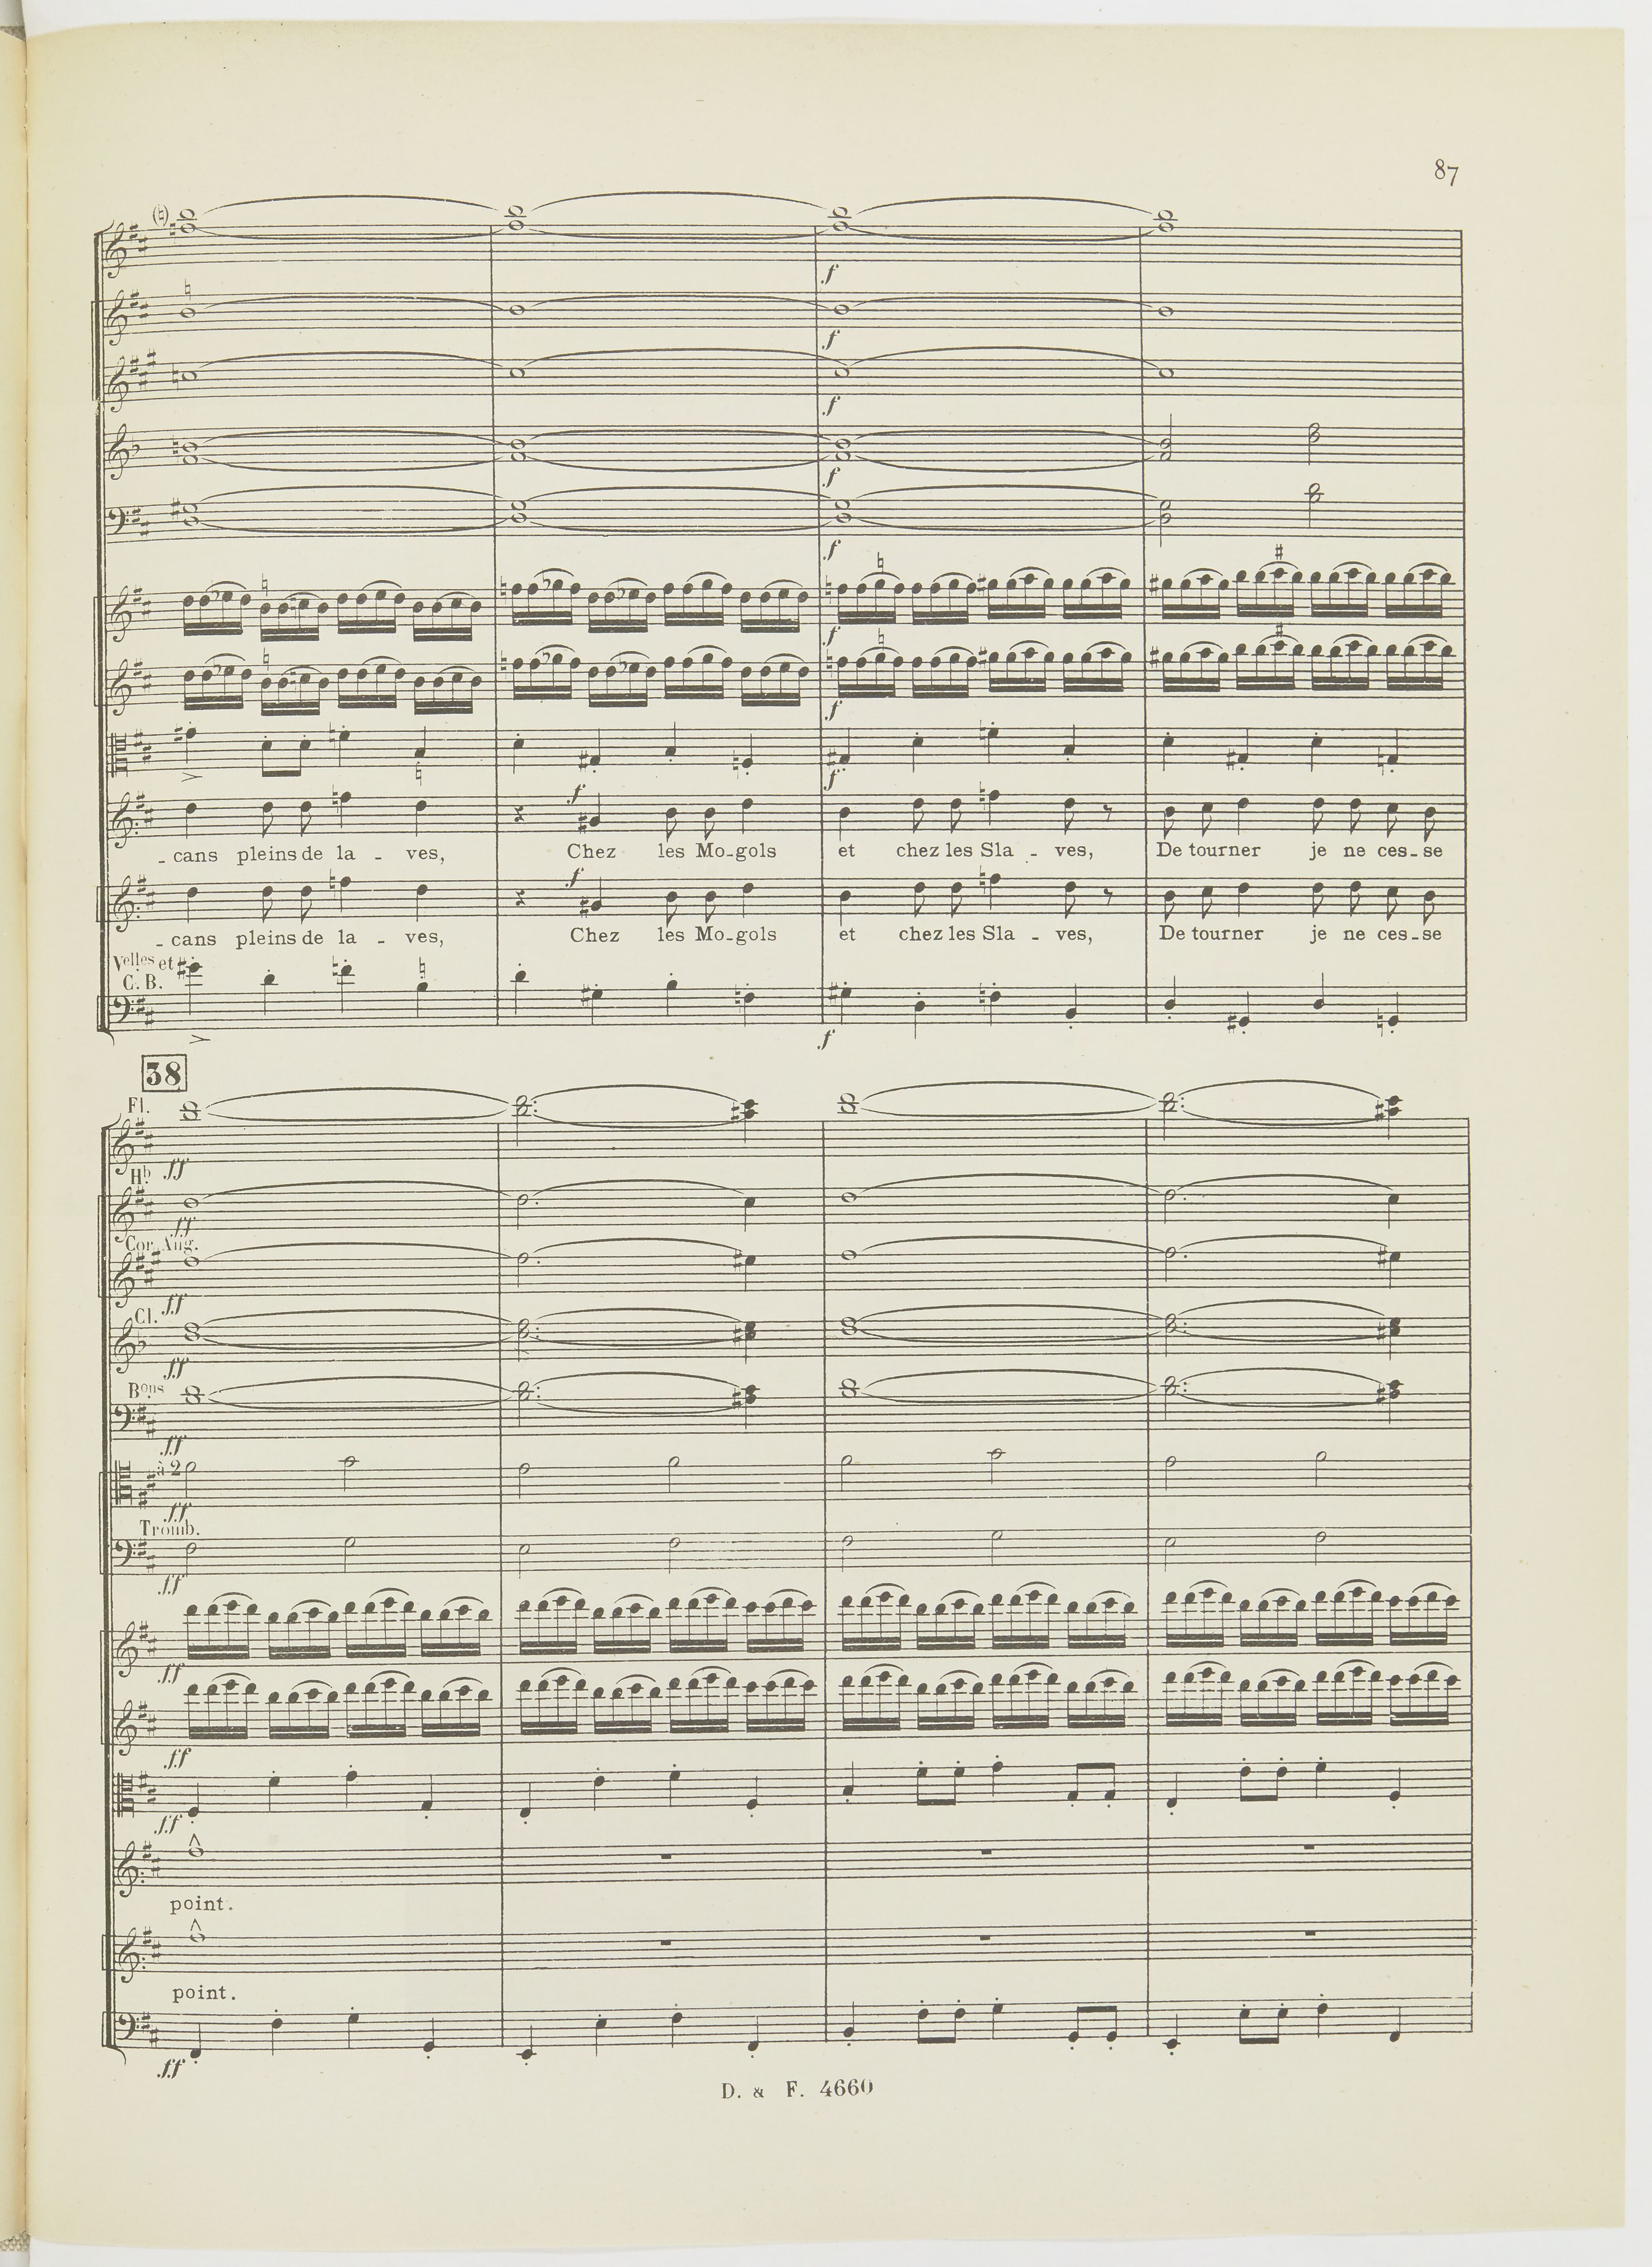 87
f
f
f
f
f
f
f
f
f
- cans pleins de la - ves, Chez les Mo-gols et chez les Sla - ves, De tourner je ne ces-se
f
- cans pleins de la - ves, Chez les Mo-gols et chez les Sla - ves, De tourner je ne ces-se
Velles et
C. B.
f
38
Fl.
ff
Hb
ff
Cor Ang.
ff
Cl.
ff
Bons
ff
à 2
ff
Tromb.
ff
ff
ff
ff
point.
point.
ff
D. & F. 4660